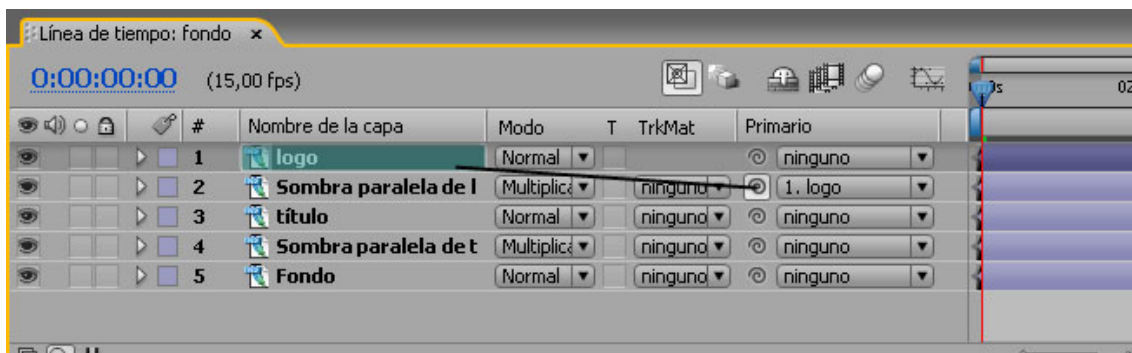 Línea de tiempo: fondo x
0:00:00:00 (15,00 fps)
0s 02
# Nombre de la capa Modo T TrkMat Primario
1 logo Normal ninguno
2 Sombra paralela de l Multiplica ninguno 1. logo
3 título Normal ninguno ninguno
4 Sombra paralela de t Multiplica ninguno ninguno
5 Fondo Normal ninguno ninguno